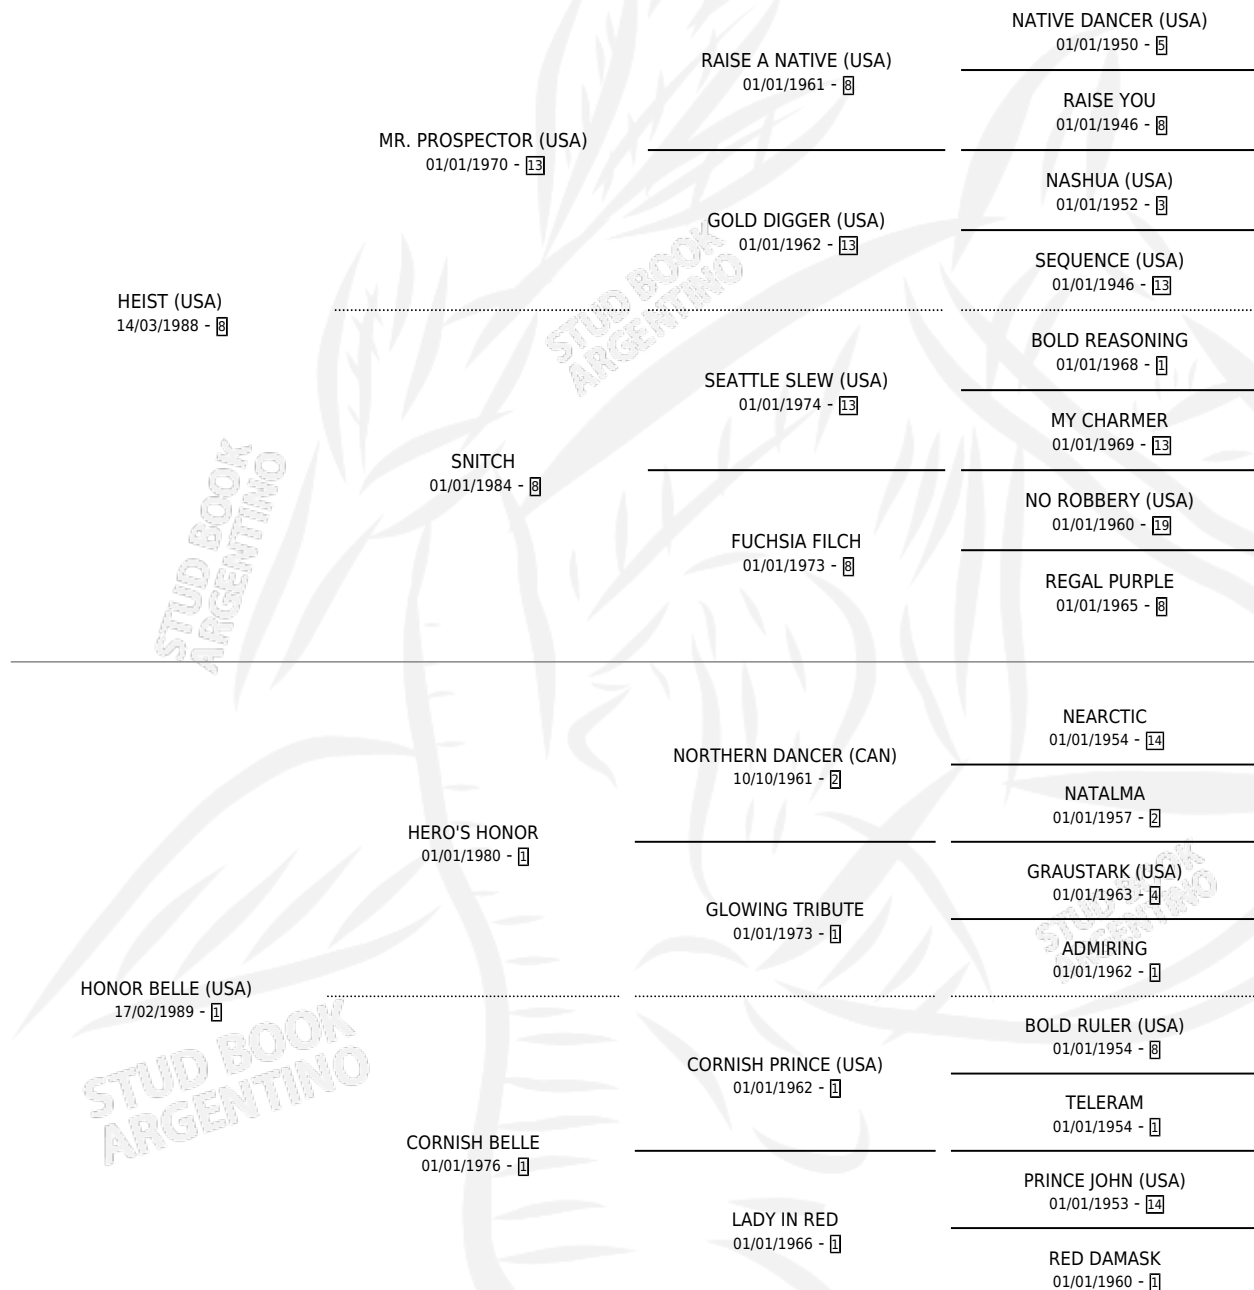 NATIVE DANCER (USA)
01/01/1950 - 5
RAISE A NATIVE (USA)
01/01/1961 - 8
RAISE YOU
01/01/1946 - 8
MR. PROSPECTOR (USA)
01/01/1970 - 13
NASHUA (USA)
01/01/1952 - 3
GOLD DIGGER (USA)
01/01/1962 - 13
SEQUENCE (USA)
01/01/1946 - 13
HEIST (USA)
14/03/1988 - 8
STUD BOOK
ARGENTINO
BOLD REASONING
01/01/1968 - 1
SEATTLE SLEW (USA)
01/01/1974 - 13
MY CHARMER
01/01/1969 - 13
SNITCH
01/01/1984 - 8
NO ROBBERY (USA)
01/01/1960 - 19
FUCHSIA FILCH
01/01/1973 - 8
REGAL PURPLE
01/01/1965 - 8
STUD BOOK
ARGENTINO
NEARCTIC
01/01/1954 - 14
NORTHERN DANCER (CAN)
10/10/1961 - 2
NATALMA
01/01/1957 - 2
HERO'S HONOR
01/01/1980 - 1
GRAUSTARK (USA)
01/01/1963 - 4
GLOWING TRIBUTE
01/01/1973 - 1
STUD BOOK
ARGENTINO
ADMIRING
01/01/1962 - 1
HONOR BELLE (USA)
17/02/1989 - 1
BOLD RULER (USA)
01/01/1954 - 8
CORNISH PRINCE (USA)
01/01/1962 - 1
TELERAM
01/01/1954 - 1
STUD BOOK
ARGENTINO
CORNISH BELLE
01/01/1976 - 1
PRINCE JOHN (USA)
01/01/1953 - 14
LADY IN RED
01/01/1966 - 1
RED DAMASK
01/01/1960 - 1